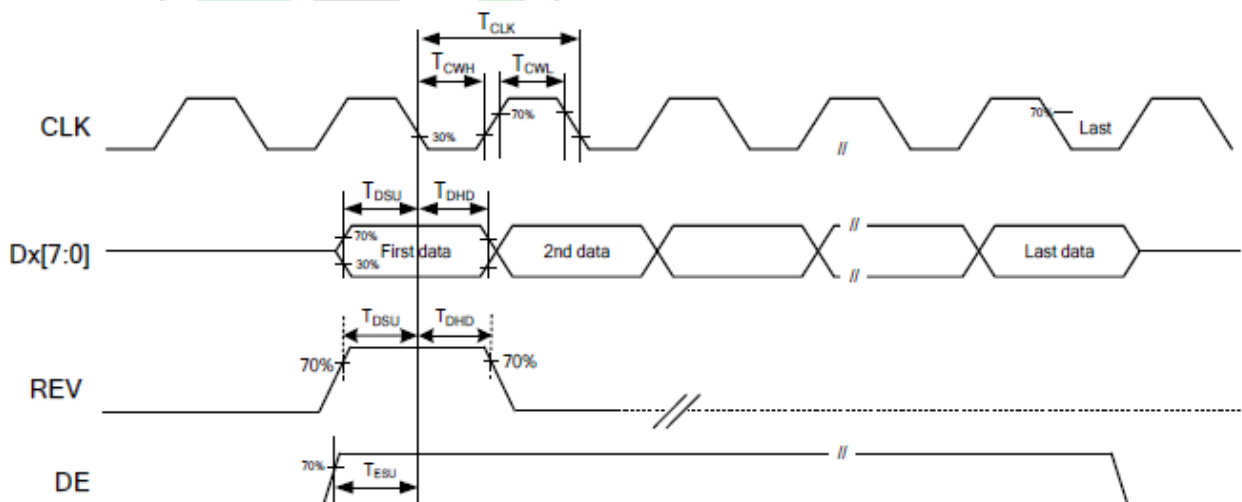 TCLK
TCWH TCWL
CLK 30% 70% // 70% Last
TDSU TDHD
Dx[7:0] 70% 30% First data 2nd data // // Last data
TDSU TDHD
REV 70% 70% //
DE 70% TESU //